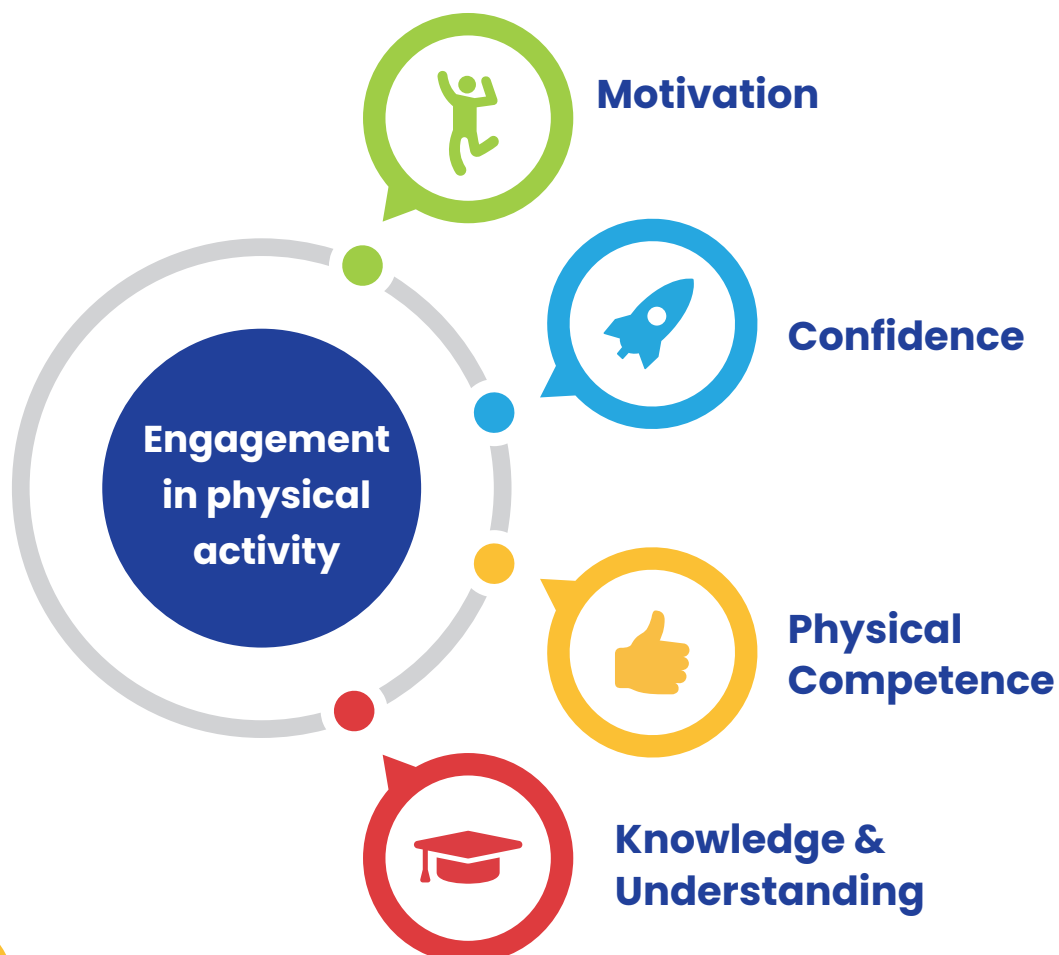 Motivation
Confidence
Engagement
in physical
activity
Physical
Competence
Knowledge &
Understanding